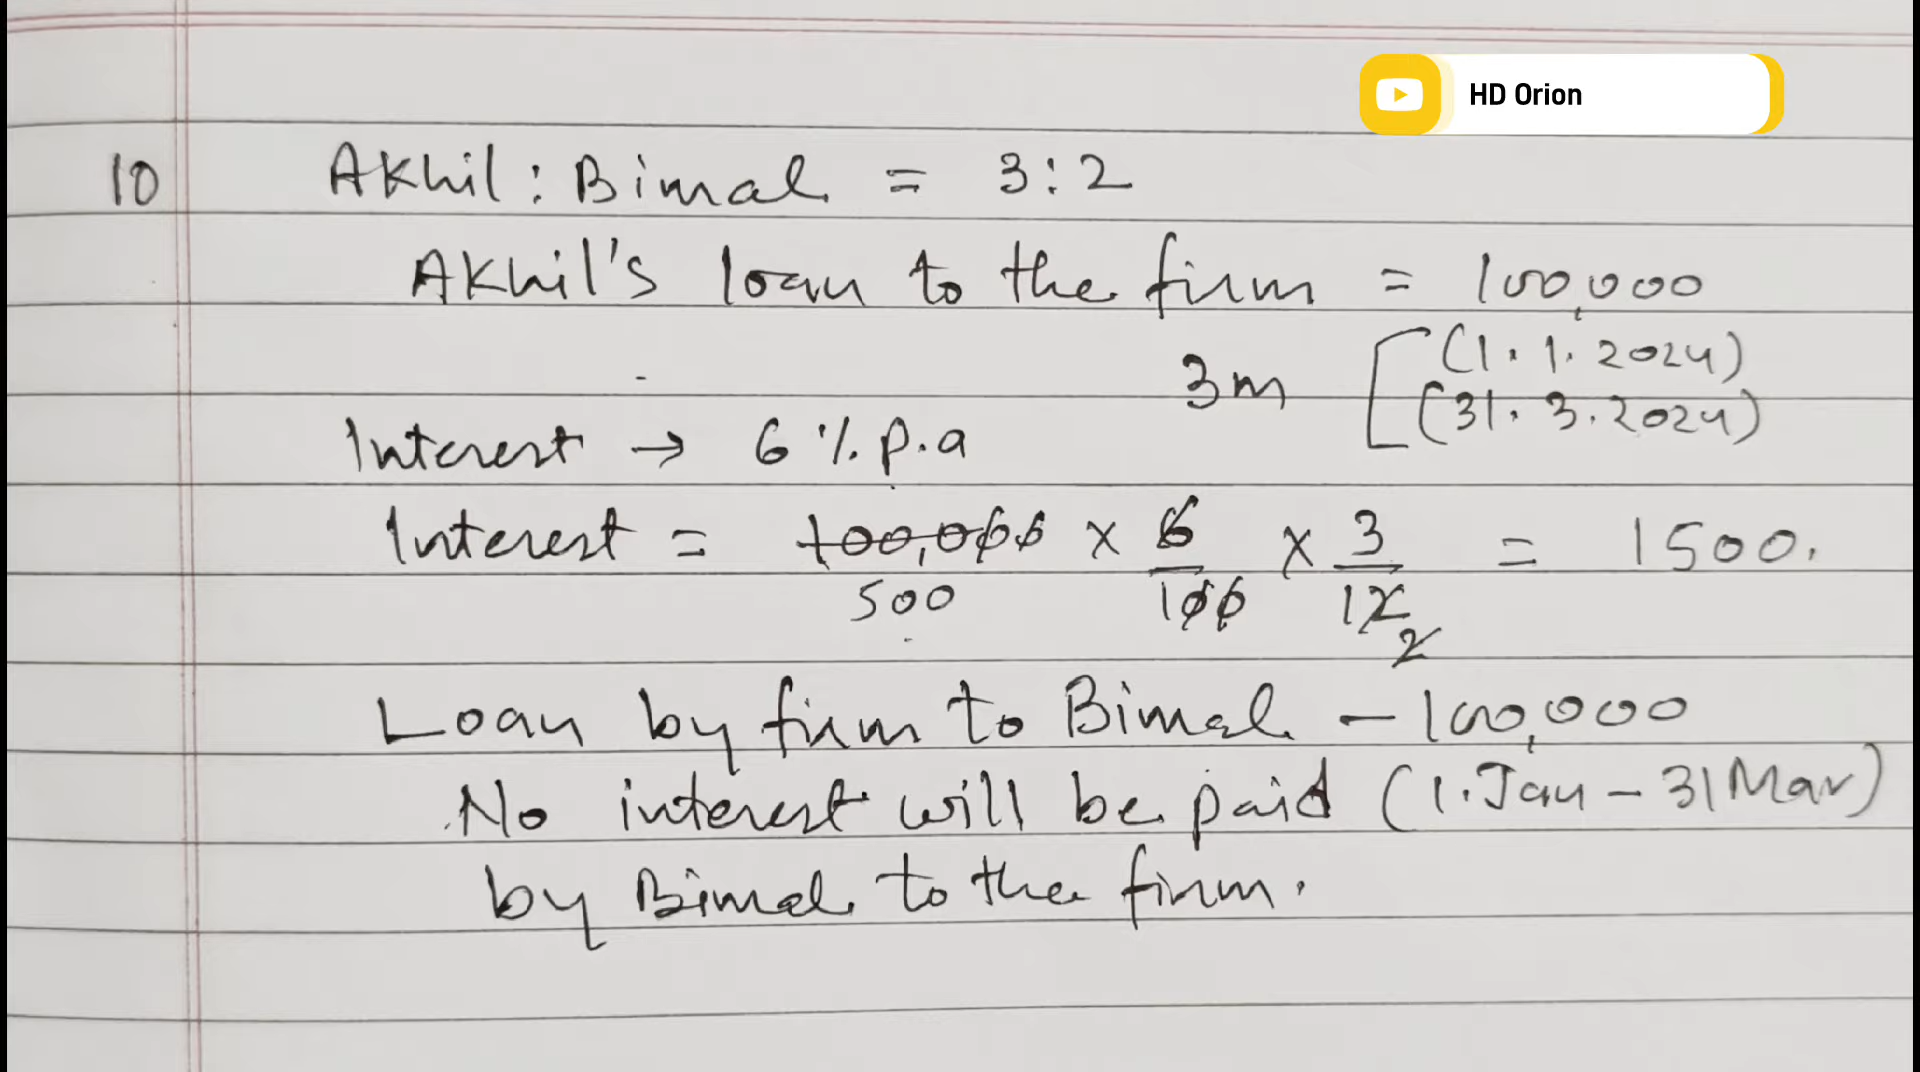 HD Orion
10 Akhil : Bimal = 3:2
Akhil's loan to the firm = 100,000
3m [ (1.1.2024)
(31.3.2024)
Interest → 6 % p.a
Interest = 100,000 × 6 × 3 = 1500.
500 100 12 2
Loan by firm to Bimal — 100,000
No interest will be paid (1.Jan – 31 Mar)
by Bimal to the firm.